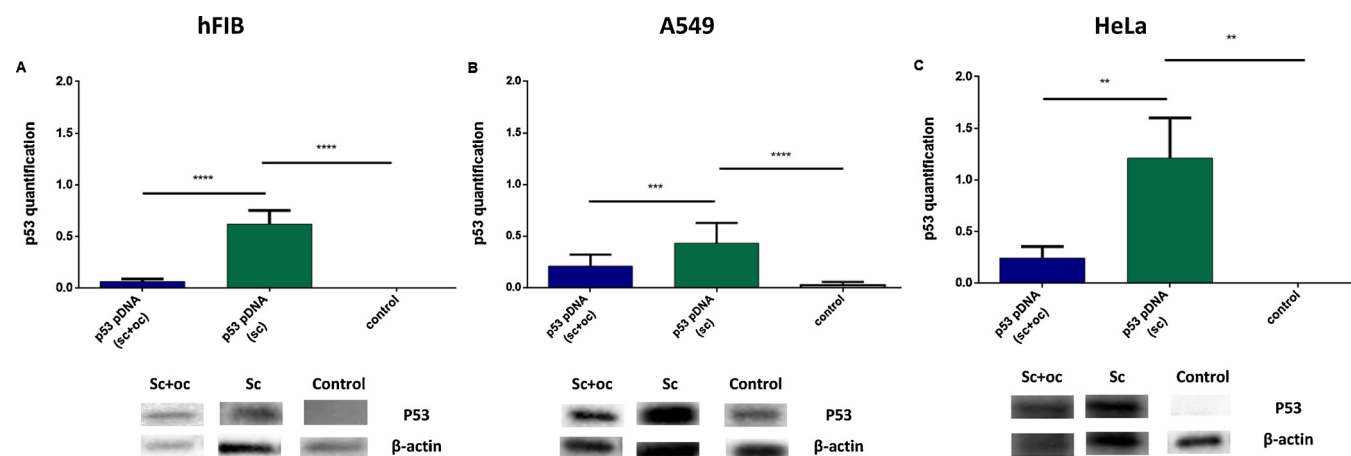 hFIB
A
p53 quantification
2.0
1.5
1.0
0.5
0.0
****
****
p53 pDNA
(sc+oc)
p53 pDNA
(sc)
control
Sc+oc Sc Control
P53
β-actin
A549
B
p53 quantification
2.0
1.5
1.0
0.5
0.0
***
****
p53 pDNA
(sc+oc)
p53 pDNA
(sc)
control
Sc+oc Sc Control
P53
β-actin
HeLa
C
p53 quantification
2.0
1.5
1.0
0.5
0.0
**
**
p53 pDNA
(sc+oc)
p53 pDNA
(sc)
control
Sc+oc Sc Control
P53
β-actin